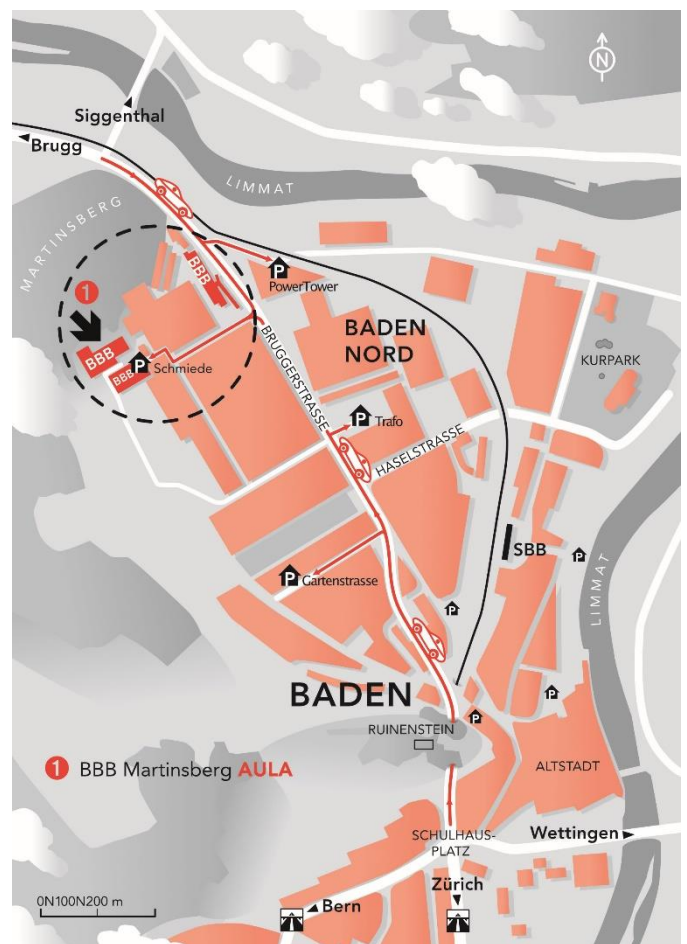 N
Siggenthal
Brugg
LIMMAT
MARTINSBERG
BBB
P
PowerTower
1
BADEN
NORD
BRUGGERSTRASSE
KURPARK
BBB
BBB
P
Schmiede
P
Trafo
HASELSTRASSE
SBB
P
LIMMAT
P
Gartenstrasse
P
BADEN
P
P
RUINENSTEIN
1 BBB Martinsberg AULA
ALTSTADT
SCHULHAUS-
PLATZ
Wettingen
Zürich
Bern
0N100N200 m